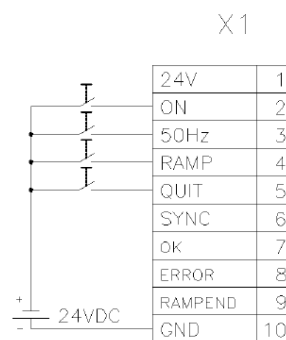 X1
24V 1
ON 2
50Hz 3
RAMP 4
QUIT 5
SYNC 6
OK 7
ERROR 8
RAMPEND 9
GND 10
+
24VDC
-